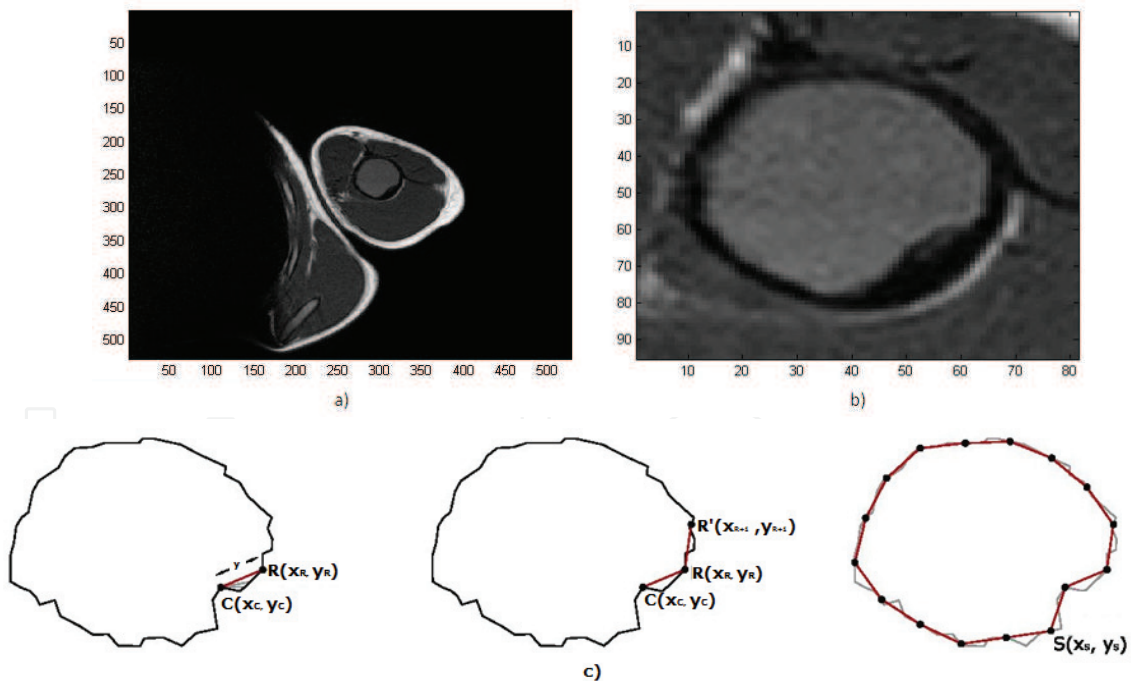 50
100
150
200
250
300
350
400
450
500
50 100 150 200 250 300 350 400 450 500
a)
10
20
30
40
50
60
70
80
90
10 20 30 40 50 60 70 80
b)
γ
R(xR, yR)
C(xC, yC)
R'(xR+1 ,yR+1)
R(xR, yR)
C(xC, yC)
S(xS, yS)
c)